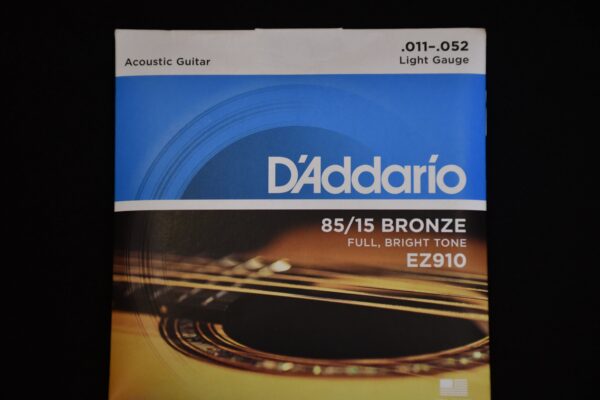 Acoustic Guitar
.011–.052
Light Gauge
D'Addario
85/15 BRONZE
FULL, BRIGHT TONE
EZ910